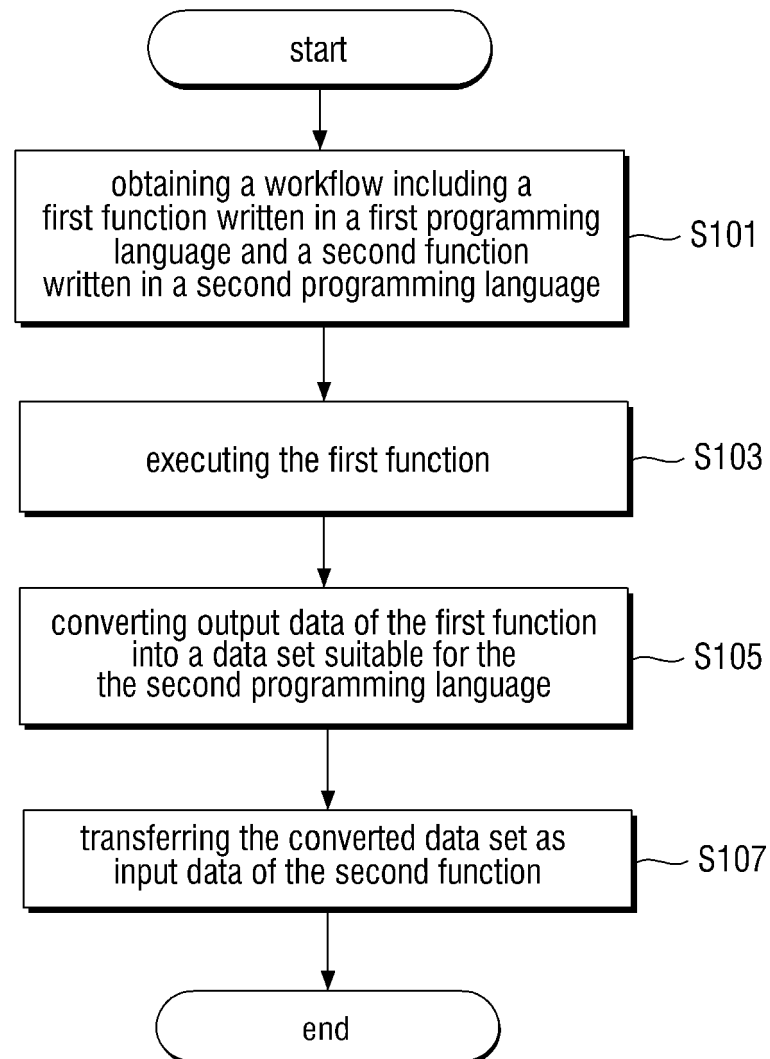 start
obtaining a workflow including a
first function written in a first programming
language and a second function
written in a second programming language
S101
executing the first function
S103
converting output data of the first function
into a data set suitable for the
the second programming language
S105
transferring the converted data set as
input data of the second function
S107
end